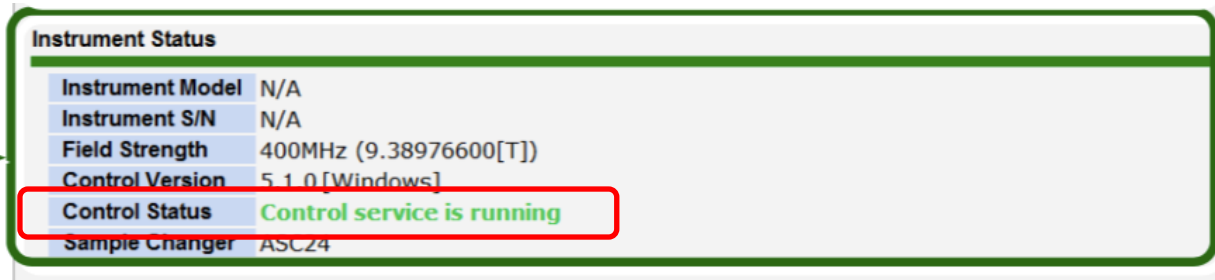 Instrument Status
Instrument Model N/A
Instrument S/N N/A
Field Strength 400MHz (9.38976600[T])
Control Version 5.1.0 [Windows]
Control Status Control service is running
Sample Changer ASC24